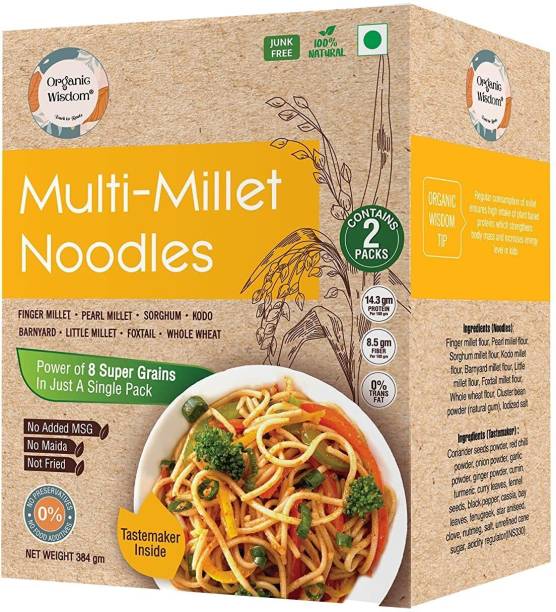 Organic
Wisdom®
Back to Roots
JUNK
FREE
100%
NATURAL
Multi-Millet
Noodles
CONTAINS
2
PACKS
FINGER MILLET • PEARL MILLET • SORGHUM • KODO
BARNYARD • LITTLE MILLET • FOXTAIL • WHOLE WHEAT
14.3 gm
PROTEIN
Per 100 gm
8.5 gm
FIBER
Per 100 gm
0%
TRANS
FAT
Power of 8 Super Grains
In Just A Single Pack
No Added MSG
No Maida
Not Fried
NO PRESERVATIVES
0%
NO FOOD ADDITIVES
Tastemaker
Inside
NET WEIGHT 384 gm
Organic
Wisdom®
ORGANIC
WISDOM
TIP
Regular consumption of millet
ensures high intake of plant based
proteins which strengthens
body mass and increases energy
level in kids
Ingredients (Noodles):
Finger millet flour, Pearl millet flour,
Sorghum millet flour, Kodo millet
flour, Barnyard millet flour, Little
millet flour, Foxtail millet flour,
Whole wheat flour, Cluster bean
powder (natural gum), Iodized salt
Ingredients (Tastemaker) :
Coriander seeds powder, red chilli
powder, onion powder, garlic
powder, ginger powder, cumin,
turmeric, curry leaves, fennel
seeds, black pepper, cassia, bay
leaves, fenugreek, star aniseed,
clove, nutmeg, salt, unrefined cane
sugar, acidity regulator(INS330)